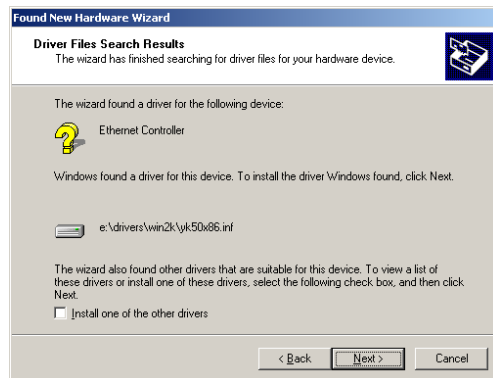 Found New Hardware Wizard
Driver Files Search Results
The wizard has finished searching for driver files for your hardware device.
The wizard found a driver for the following device:
Ethernet Controller
Windows found a driver for this device. To install the driver Windows found, click Next.
e:\drivers\win2k\yk50x86.inf
The wizard also found other drivers that are suitable for this device. To view a list of
these drivers or install one of these drivers, select the following check box, and then click
Next.
Install one of the other drivers
< Back
Next >
Cancel